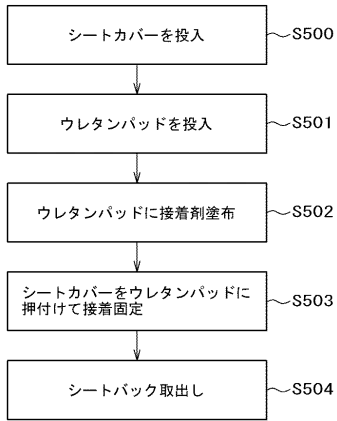 シートカバーを投入
S500
ウレタンパッドを投入
S501
ウレタンパッドに接着剤塗布
S502
シートカバーをウレタンパッドに
押付けて接着固定
S503
シートバック取出し
S504